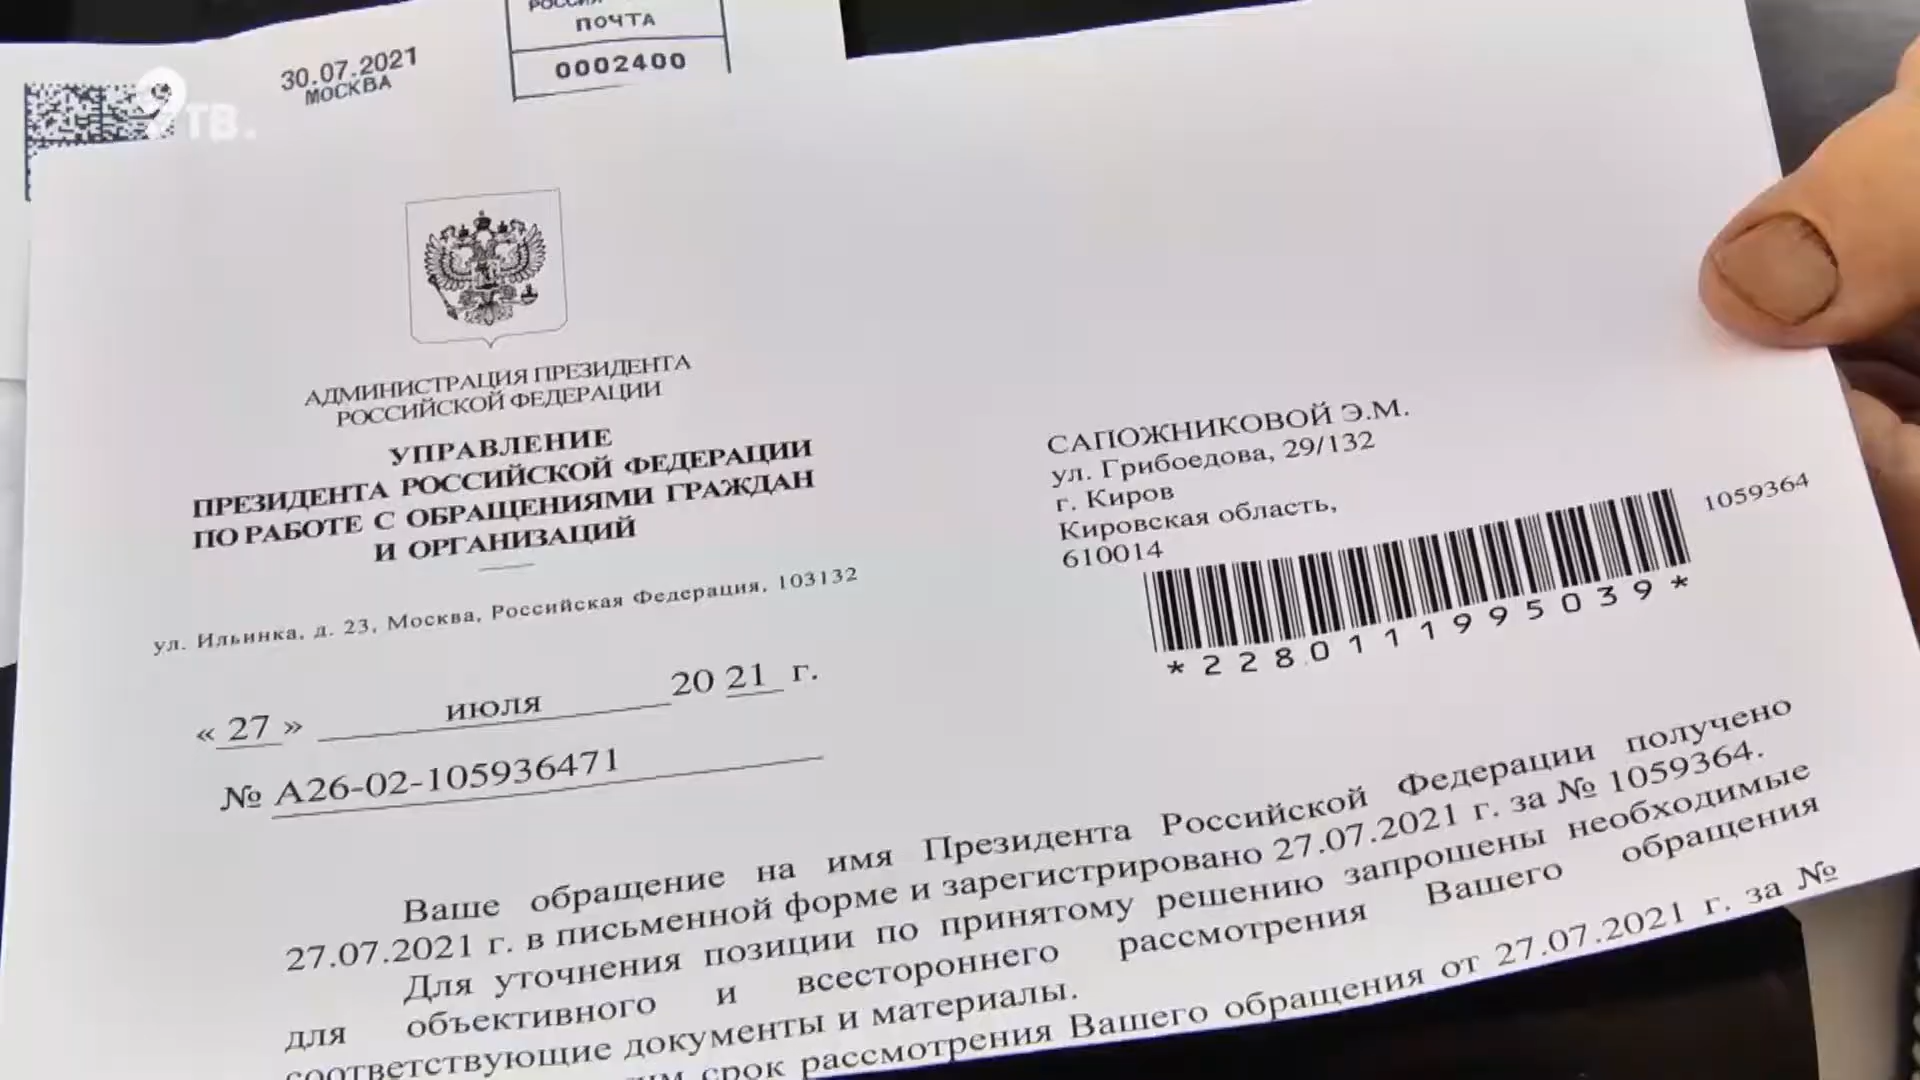 30.07.2021
МОСКВА
РОССИЯ
ПОЧТА
0002400
9ТВ.
АДМИНИСТРАЦИЯ ПРЕЗИДЕНТА
РОССИЙСКОЙ ФЕДЕРАЦИИ
УПРАВЛЕНИЕ
ПРЕЗИДЕНТА РОССИЙСКОЙ ФЕДЕРАЦИИ
ПО РАБОТЕ С ОБРАЩЕНИЯМИ ГРАЖДАН
И ОРГАНИЗАЦИЙ
ул. Ильинка, д. 23, Москва, Российская Федерация, 103132
« 27 » июля 20 21 г.
№ А26-02-105936471
САПОЖНИКОВОЙ Э.М.
ул. Грибоедова, 29/132
г. Киров
Кировская область,
610014
1059364
*2280111995039*
Ваше обращение на имя Президента Российской Федерации получено
27.07.2021 г. в письменной форме и зарегистрировано 27.07.2021 г. за № 1059364.
Для уточнения позиции по принятому решению запрошены необходимые
для объективного и всестороннего рассмотрения Вашего обращения
соответствующие документы и материалы.
срок рассмотрения Вашего обращения от 27.07.2021 г. за №